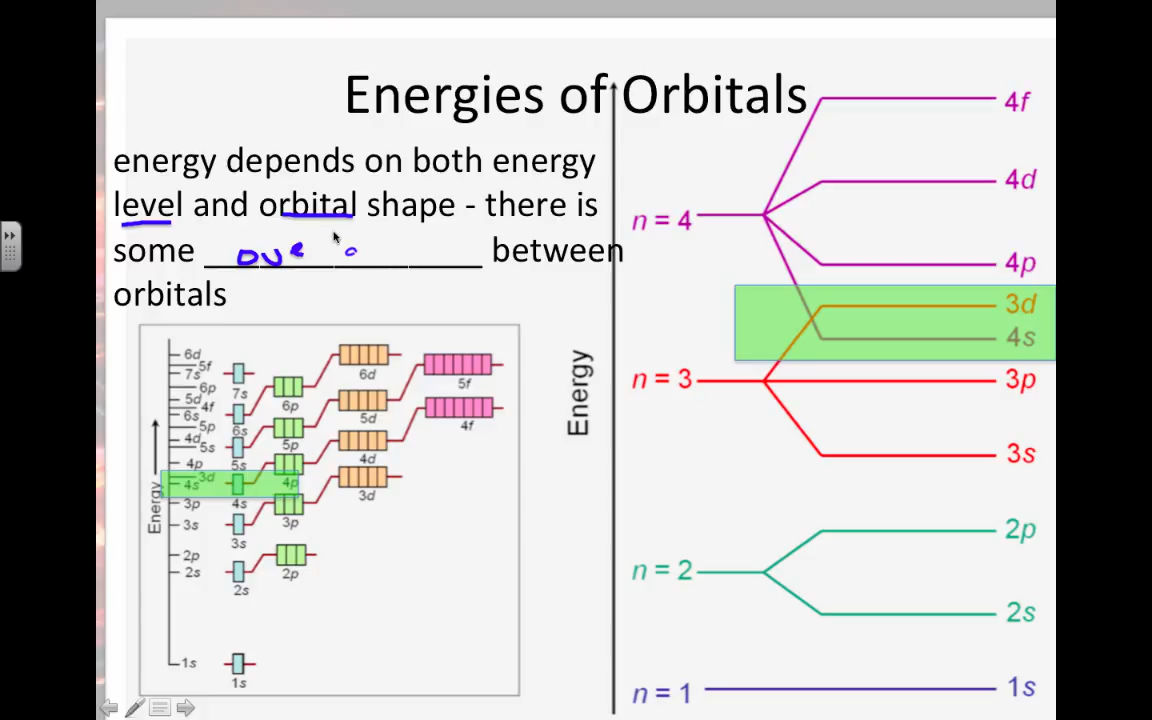 Energies of Orbitals
energy depends on both energy
level and orbital shape - there is
some ove between
orbitals
6d
5f
7s
6p
5d
4f
6s
5p
4d
5s
4p
3d
4s
3p
3s
2p
2s
1s
Energy
7s
6s
5s
4s
3s
2s
1s
6p
5p
4p
3p
2p
6d
5d
4d
3d
5f
4f
Energy
n = 4
4f
4d
4p
3d
4s
n = 3
3p
3s
n = 2
2p
2s
n = 1
1s